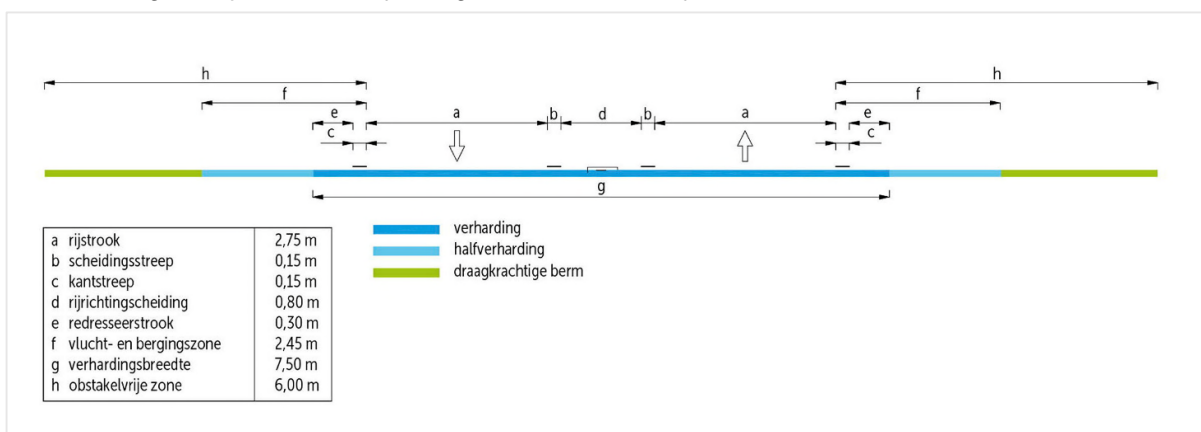 h
h
f
f
e
a
b
d
b
a
e
c
c
g
a rijstrook 2,75 m
b scheidingsstreep 0,15 m
c kantstreep 0,15 m
d rijrichtingscheiding 0,80 m
e redresseerstrook 0,30 m
f vlucht- en bergingszone 2,45 m
g verhardingsbreedte 7,50 m
h obstakelvrije zone 6,00 m
verharding
halfverharding
draagkrachtige berm